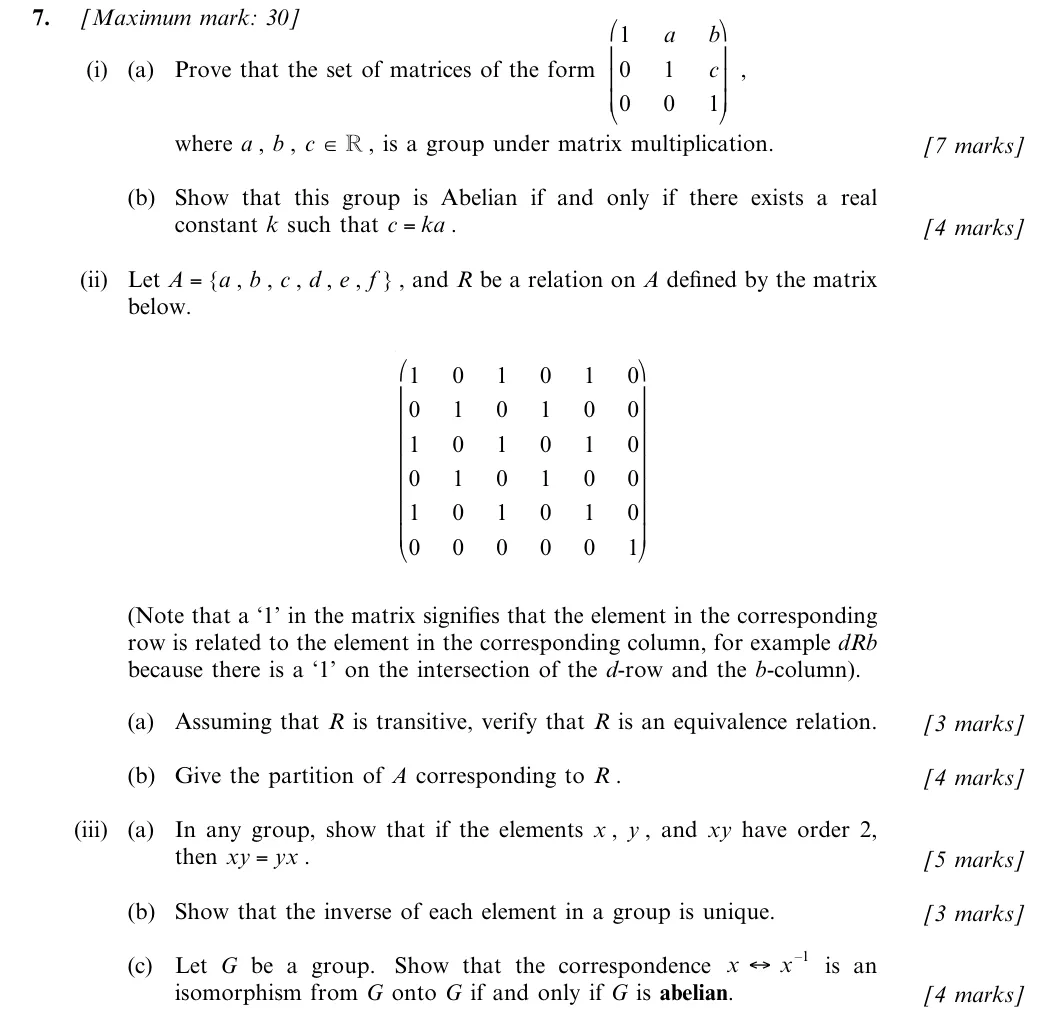 7. [Maximum mark: 30]
(i) (a) Prove that the set of matrices of the form
1 a b
0 1 c
0 0 1
,
where a , b , c ∈ ℝ , is a group under matrix multiplication. [7 marks]
(b) Show that this group is Abelian if and only if there exists a real
constant k such that c = ka . [4 marks]
(ii) Let A = {a , b , c , d , e , f } , and R be a relation on A defined by the matrix
below.
1 0 1 0 1 0
0 1 0 1 0 0
1 0 1 0 1 0
0 1 0 1 0 0
1 0 1 0 1 0
0 0 0 0 0 1
(Note that a ‘1’ in the matrix signifies that the element in the corresponding
row is related to the element in the corresponding column, for example dRb
because there is a ‘1’ on the intersection of the d-row and the b-column).
(a) Assuming that R is transitive, verify that R is an equivalence relation. [3 marks]
(b) Give the partition of A corresponding to R . [4 marks]
(iii) (a) In any group, show that if the elements x , y , and xy have order 2,
then xy = yx . [5 marks]
(b) Show that the inverse of each element in a group is unique. [3 marks]
(c) Let G be a group. Show that the correspondence x ↔ x⁻¹ is an
isomorphism from G onto G if and only if G is abelian. [4 marks]